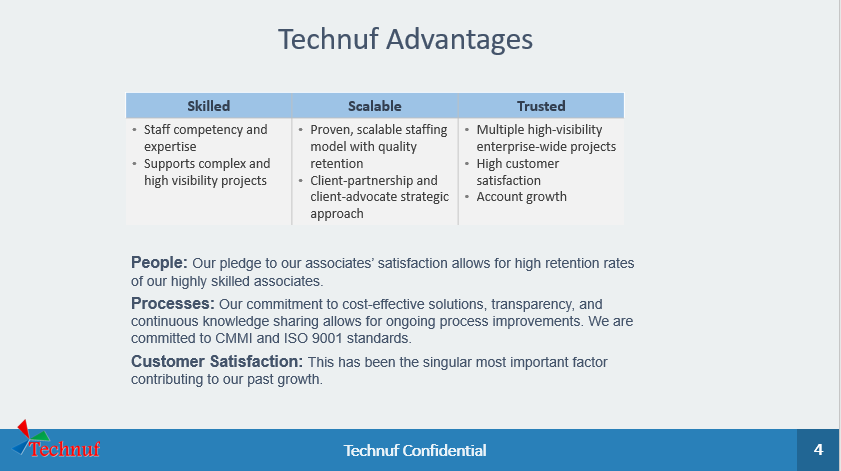 Technuf Advantages
Skilled
• Staff competency and
expertise
• Supports complex and
high visibility projects
Scalable
• Proven, scalable staffing
model with quality
retention
• Client-partnership and
client-advocate strategic
approach
Trusted
• Multiple high-visibility
enterprise-wide projects
• High customer
satisfaction
• Account growth
People: Our pledge to our associates’ satisfaction allows for high retention rates
of our highly skilled associates.
Processes: Our commitment to cost-effective solutions, transparency, and
continuous knowledge sharing allows for ongoing process improvements. We are
committed to CMMI and ISO 9001 standards.
Customer Satisfaction: This has been the singular most important factor
contributing to our past growth.
Technuf
Technuf Confidential
4